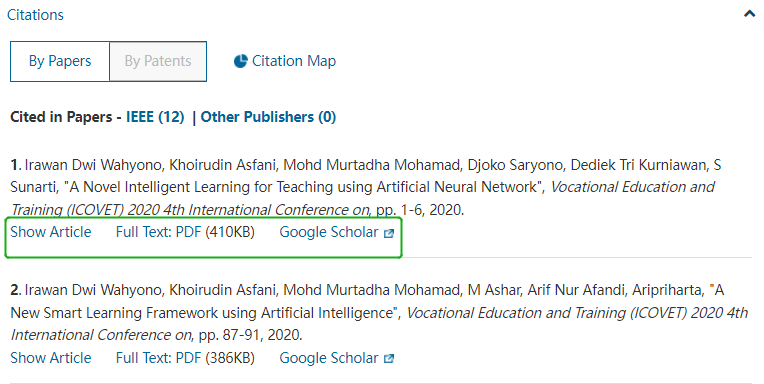 Citations
By Papers By Patents Citation Map
Cited in Papers - IEEE (12) | Other Publishers (0)
1. Irawan Dwi Wahyono, Khoirudin Asfani, Mohd Murtadha Mohamad, Djoko Saryono, Dediek Tri Kurniawan, S
Sunarti, "A Novel Intelligent Learning for Teaching using Artificial Neural Network", Vocational Education and
Training (ICOVET) 2020 4th International Conference on, pp. 1-6, 2020.
Show Article Full Text: PDF (410KB) Google Scholar
2. Irawan Dwi Wahyono, Khoirudin Asfani, Mohd Murtadha Mohamad, M Ashar, Arif Nur Afandi, Aripriharta, "A
New Smart Learning Framework using Artificial Intelligence", Vocational Education and Training (ICOVET) 2020 4th
International Conference on, pp. 87-91, 2020.
Show Article Full Text: PDF (386KB) Google Scholar